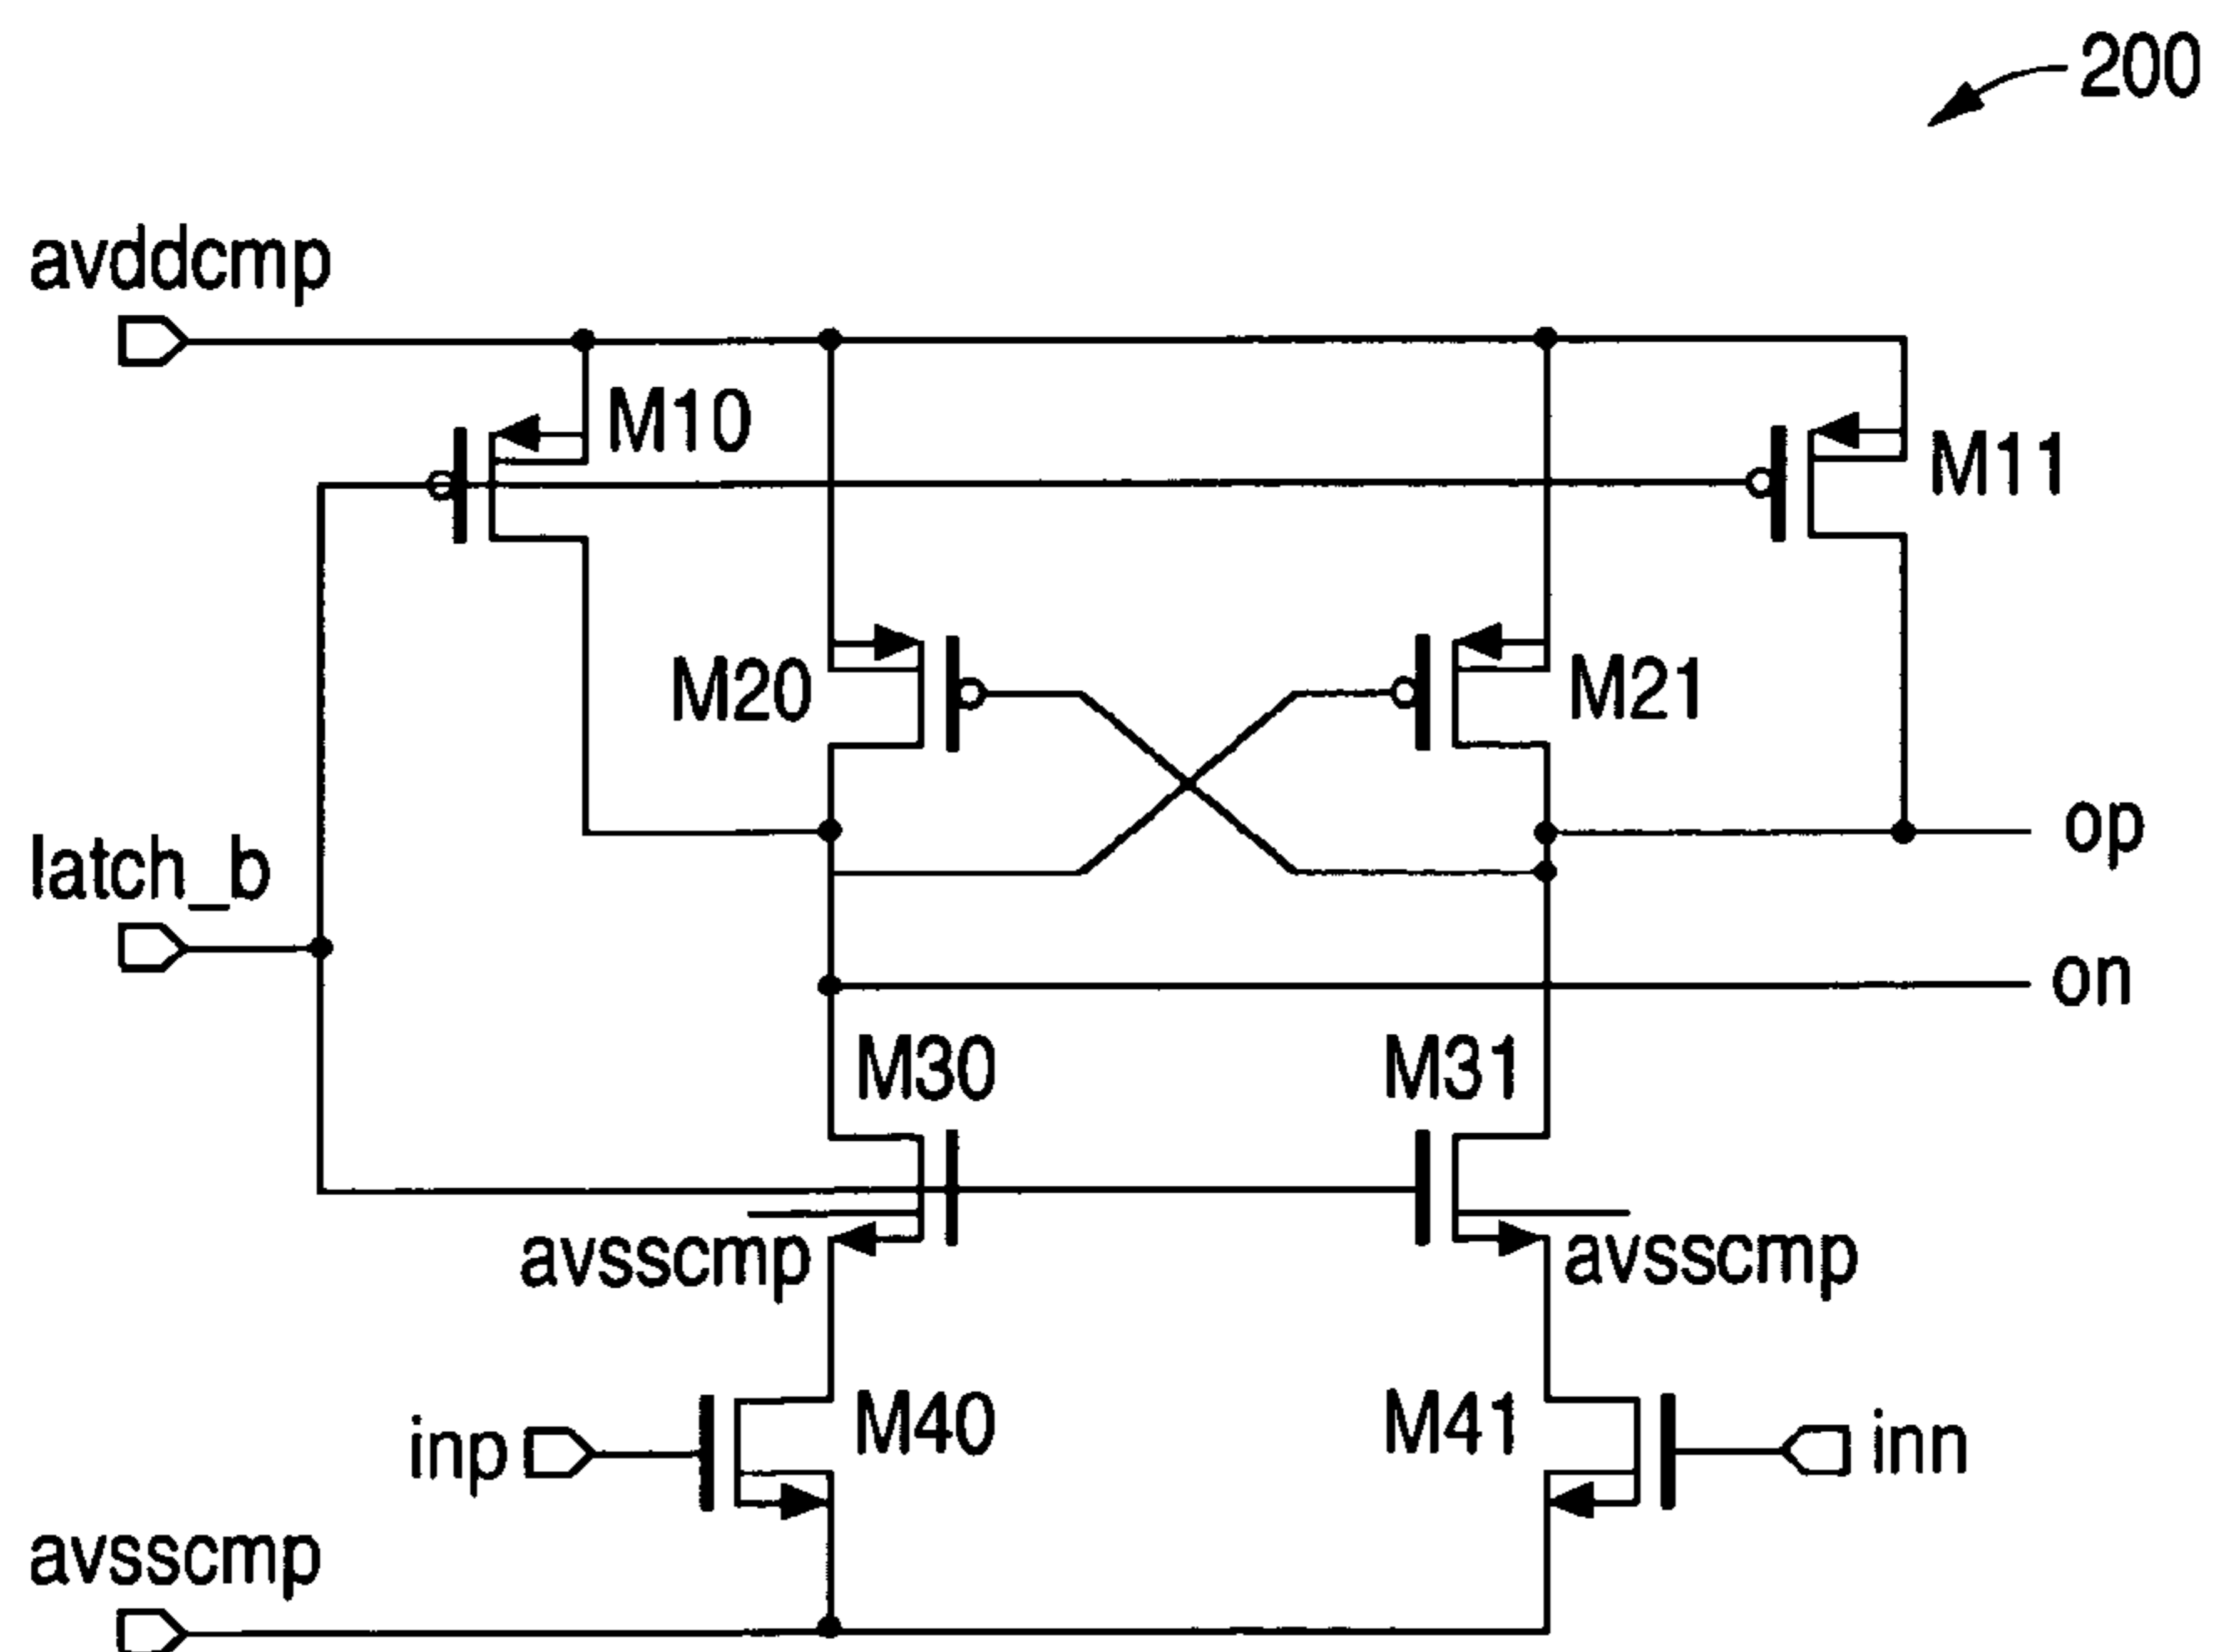 200
avddcmp
M10
M11
M20
M21
op
latch_b
on
M30
M31
avsscmp
avsscmp
M40
M41
inp
inn
avsscmp